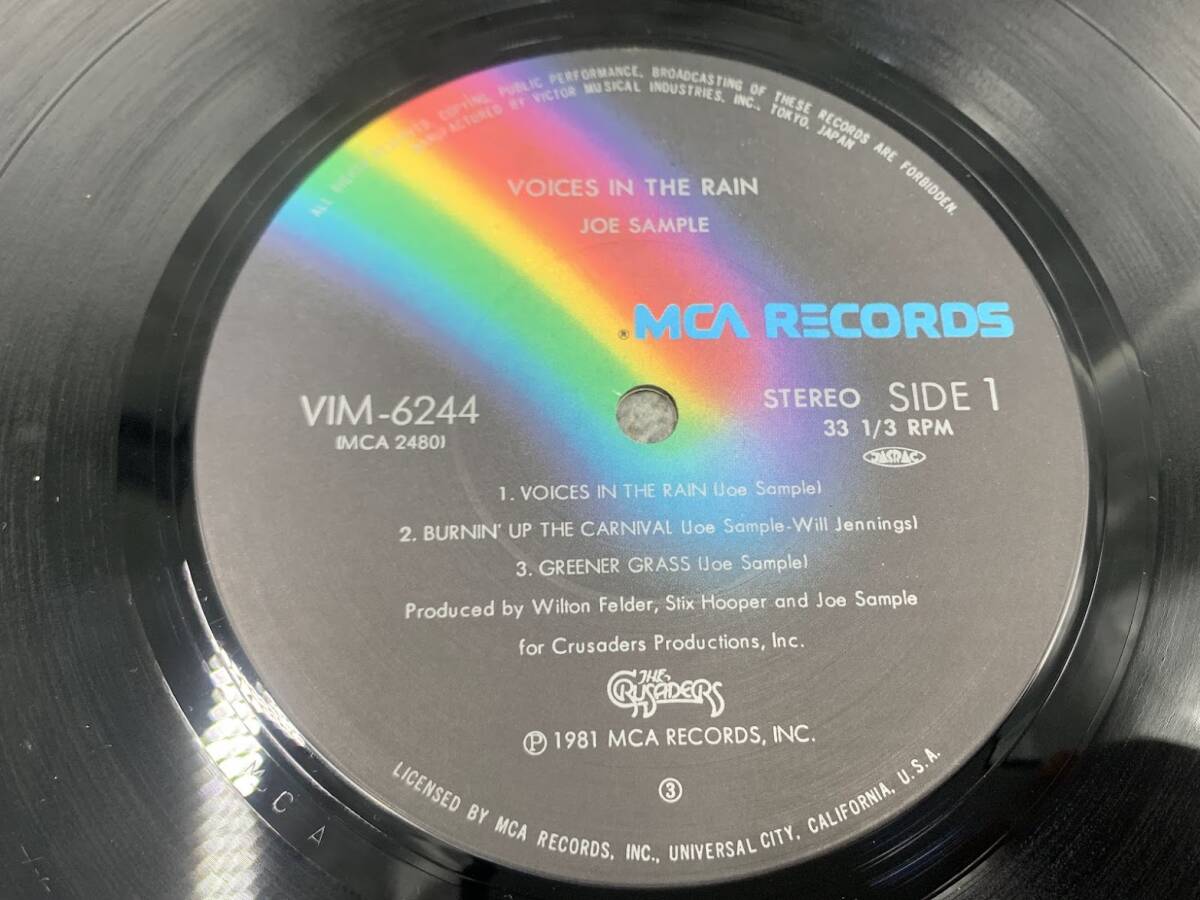 ALL RIGHTS COPYING, PUBLIC PERFORMANCE, BROADCASTING OF THESE RECORDS ARE FORBIDDEN.
MANUFACTURED BY VICTOR MUSICAL INDUSTRIES, INC., TOKYO, JAPAN
VOICES IN THE RAIN
JOE SAMPLE
® MCA RECORDS
VIM-6244
(MCA 2480)
STEREO SIDE 1
33 1/3 RPM
JASRAC
1. VOICES IN THE RAIN (Joe Sample)
2. BURNIN' UP THE CARNIVAL (Joe Sample-Will Jennings)
3. GREENER GRASS (Joe Sample)
Produced by Wilton Felder, Stix Hooper and Joe Sample
for Crusaders Productions, Inc.
THE CRUSADERS
Ⓟ 1981 MCA RECORDS, INC.
③
LICENSED BY MCA RECORDS, INC., UNIVERSAL CITY, CALIFORNIA, U.S.A.
M C A